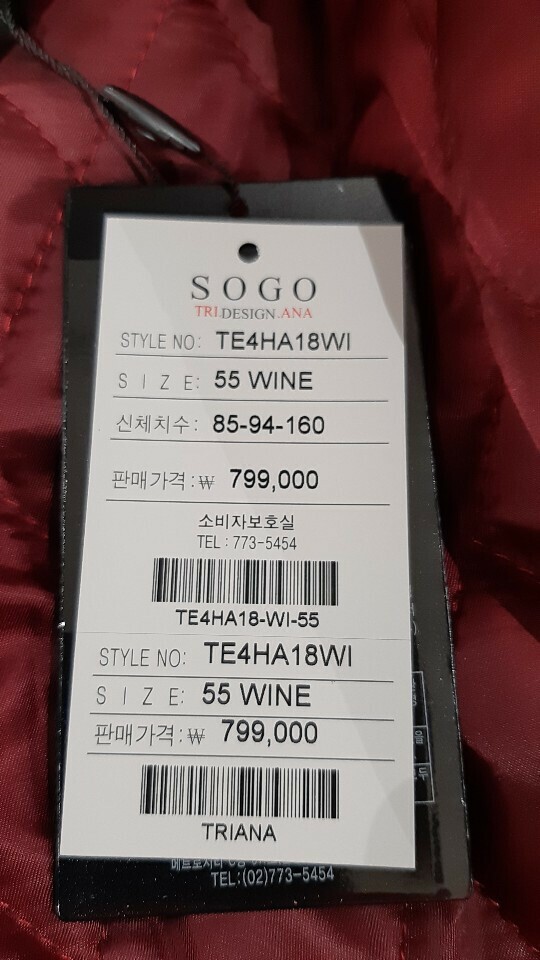 SOGO
TRI.DESIGN.ANA
STYLE NO: TE4HA18WI
S I Z E: 55 WINE
신체치수: 85-94-160
판매가격:₩ 799,000
소비자보호실
TEL : 773-5454
TE4HA18-WI-55
STYLE NO: TE4HA18WI
S I Z E: 55 WINE
판매가격:₩ 799,000
TRIANA
TEL:(02)773-5454